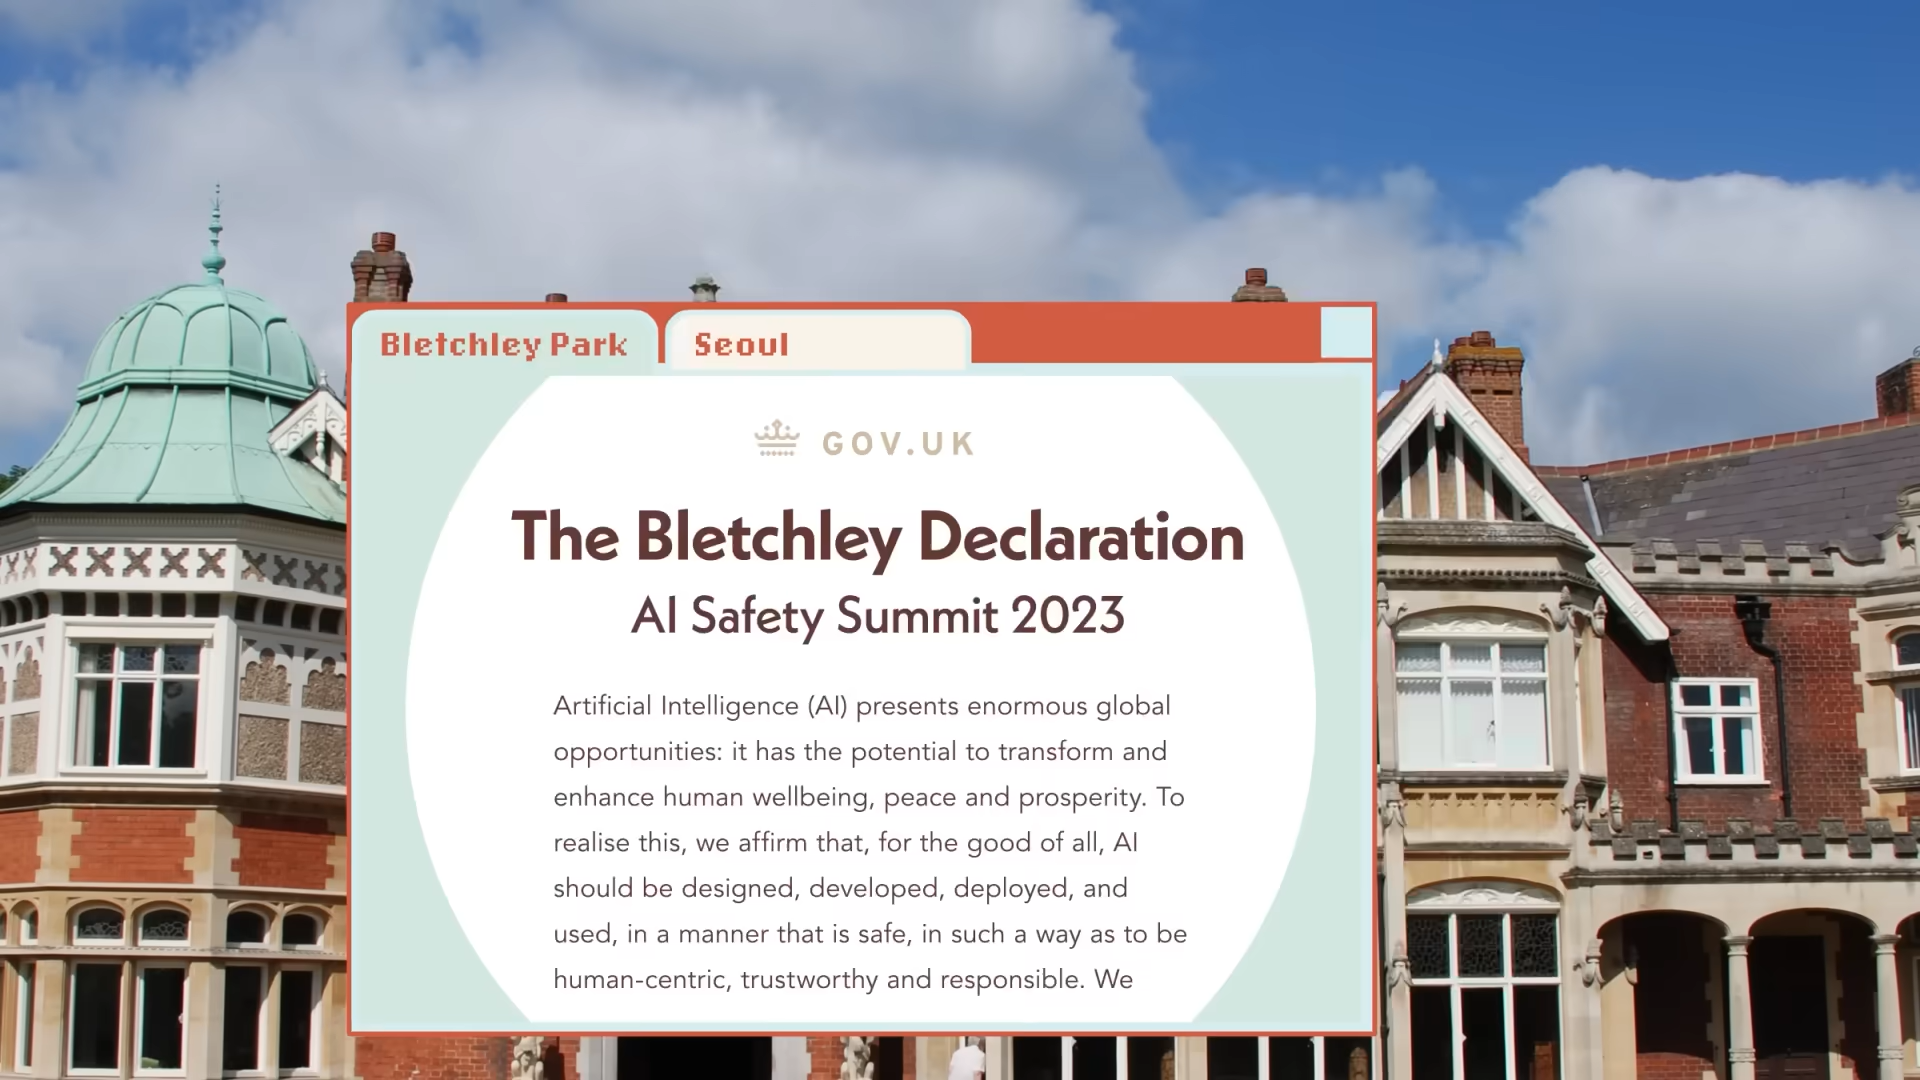 Bletchley Park
Seoul
GOV.UK
The Bletchley Declaration
AI Safety Summit 2023
Artificial Intelligence (AI) presents enormous global
opportunities: it has the potential to transform and
enhance human wellbeing, peace and prosperity. To
realise this, we affirm that, for the good of all, AI
should be designed, developed, deployed, and
used, in a manner that is safe, in such a way as to be
human-centric, trustworthy and responsible. We